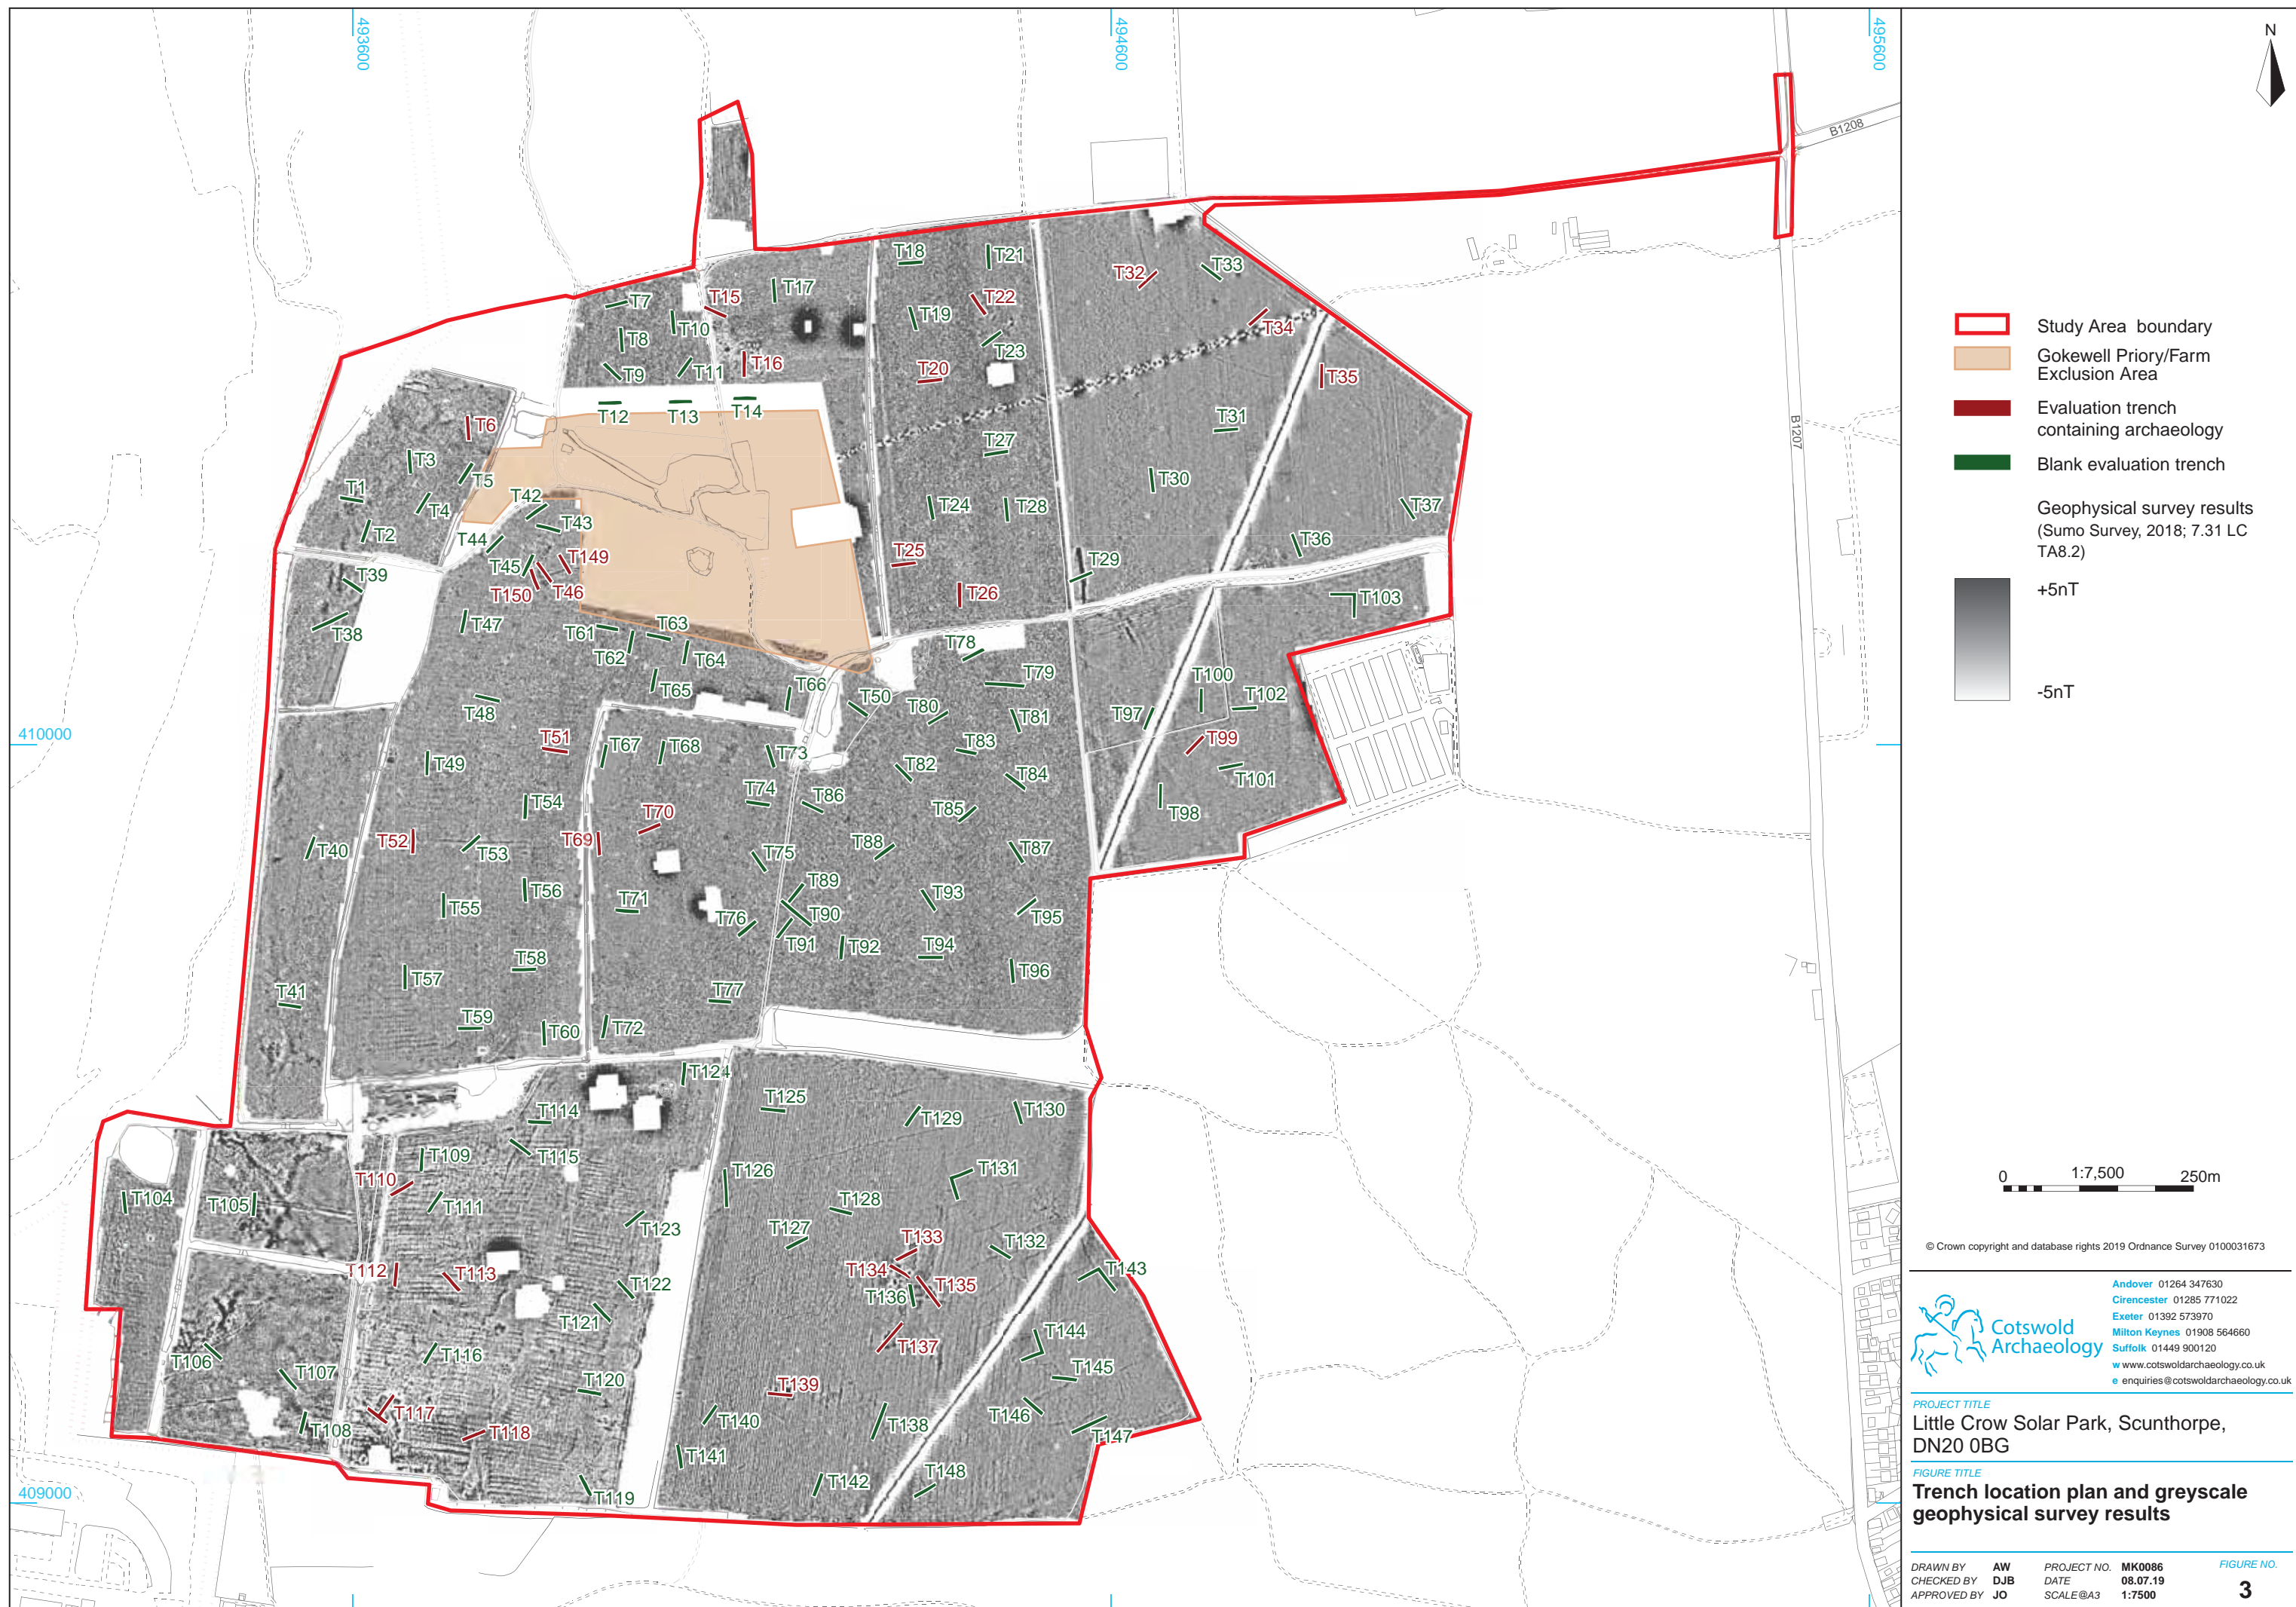 493600
494600
495600
N
B1208
B1207
410000
409000
T18
T21
T17
T15
T7
T10
T8
T9
T11
T16
T12
T13
T14
T19
T22
T23
T20
T32
T33
T34
T35
T31
T27
T30
T24
T28
T37
T36
T29
T25
T26
T6
T3
T5
T1
T4
T2
T42
T43
T44
T45
T149
T150
T46
T39
T38
T47
T61
T62
T63
T64
T65
T66
T50
T48
T78
T79
T80
T81
T103
T100
T102
T97
T99
T101
T98
T51
T49
T67
T68
T73
T83
T82
T84
T74
T86
T85
T54
T70
T52
T53
T69
T40
T75
T88
T87
T89
T93
T56
T55
T71
T76
T90
T91
T92
T94
T95
T96
T57
T58
T41
T77
T59
T60
T72
T124
T125
T129
T130
T114
T115
T109
T110
T111
T104
T105
T126
T131
T128
T123
T127
T133
T132
T134
T135
T136
T143
T112
T113
T122
T121
T137
T144
T106
T107
T116
T120
T139
T145
T108
T117
T118
T140
T138
T146
T147
T141
T142
T148
T119
Study Area boundary
Gokewell Priory/Farm
Exclusion Area
Evaluation trench
containing archaeology
Blank evaluation trench
Geophysical survey results
(Sumo Survey, 2018; 7.31 LC
TA8.2)
+5nT
-5nT
0 1:7,500 250m
© Crown copyright and database rights 2019 Ordnance Survey 0100031673
Cotswold
Archaeology
Andover 01264 347630
Cirencester 01285 771022
Exeter 01392 573970
Milton Keynes 01908 564660
Suffolk 01449 900120
w www.cotswoldarchaeology.co.uk
e enquiries@cotswoldarchaeology.co.uk
PROJECT TITLE
Little Crow Solar Park, Scunthorpe,
DN20 0BG
FIGURE TITLE
Trench location plan and greyscale
geophysical survey results
DRAWN BY AW PROJECT NO. MK0086 FIGURE NO.
CHECKED BY DJB DATE 08.07.19
APPROVED BY JO SCALE@A3 1:7500 3